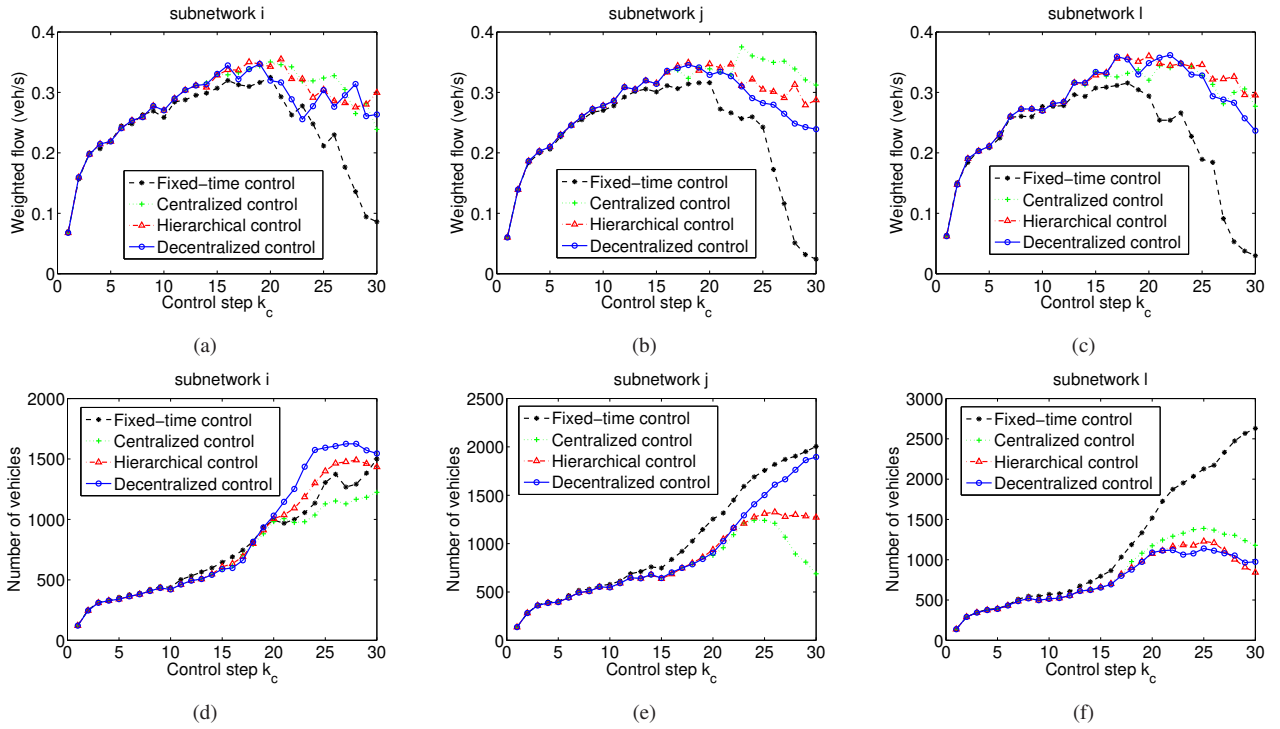 subnetwork i
Weighted flow (veh/s)
0.4
0.3
0.2
0.1
0
Fixed−time control
Centralized control
Hierarchical control
Decentralized control
0 5 10 15 20 25 30
Control step k_c
(a)
subnetwork j
Weighted flow (veh/s)
0.4
0.3
0.2
0.1
0
Fixed−time control
Centralized control
Hierarchical control
Decentralized control
0 5 10 15 20 25 30
Control step k_c
(b)
subnetwork l
Weighted flow (veh/s)
0.4
0.3
0.2
0.1
0
Fixed−time control
Centralized control
Hierarchical control
Decentralized control
0 5 10 15 20 25 30
Control step k_c
(c)
subnetwork i
Number of vehicles
2000
1500
1000
500
0
Fixed−time control
Centralized control
Hierarchical control
Decentralized control
0 5 10 15 20 25 30
Control step k_c
(d)
subnetwork j
Number of vehicles
2500
2000
1500
1000
500
0
Fixed−time control
Centralized control
Hierarchical control
Decentralized control
0 5 10 15 20 25 30
Control step k_c
(e)
subnetwork l
Number of vehicles
3000
2500
2000
1500
1000
500
0
Fixed−time control
Centralized control
Hierarchical control
Decentralized control
0 5 10 15 20 25 30
Control step k_c
(f)